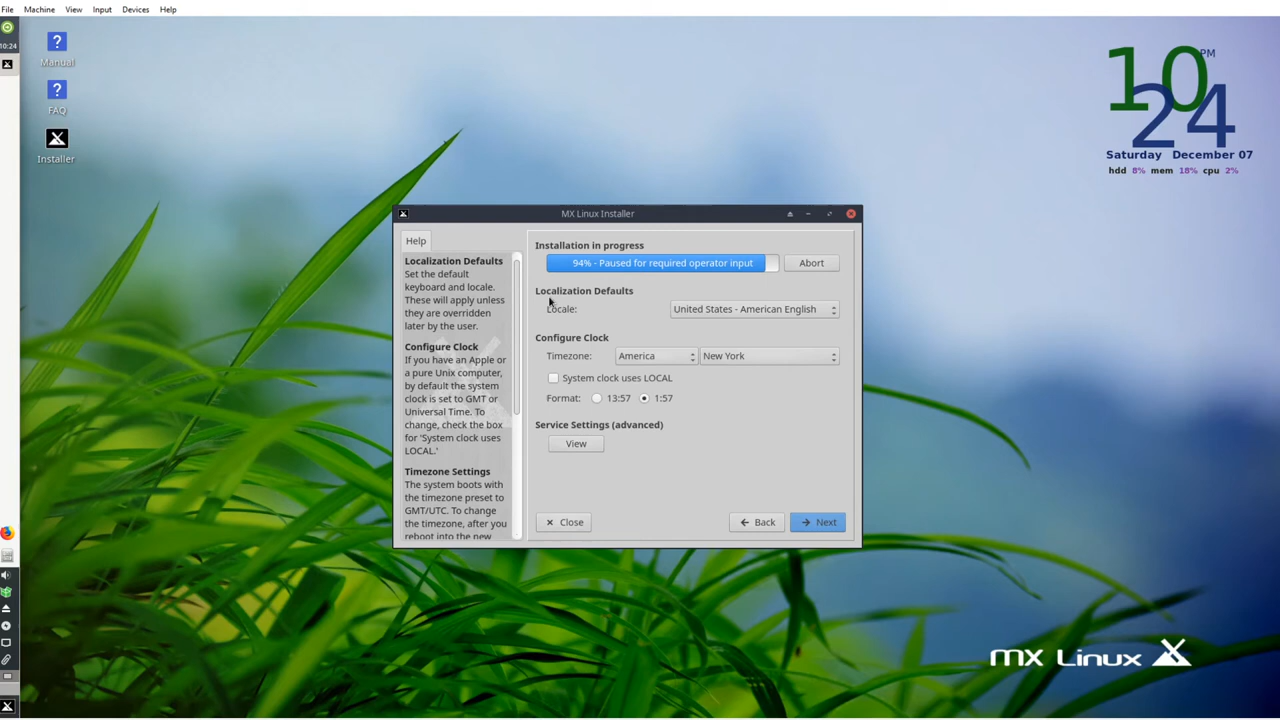 File Machine View Input Devices Help
10:24
Manual
FAQ
Installer
10 PM
24
Saturday December 07
hdd 8% mem 18% cpu 2%
MX Linux Installer
Help
Localization Defaults
Set the default
keyboard and locale.
These will apply unless
they are overridden
later by the user.
Configure Clock
If you have an Apple or
a pure Unix computer,
by default the system
clock is set to GMT or
Universal Time. To
change, check the box
for 'System clock uses
LOCAL.'
Timezone Settings
The system boots with
the timezone preset to
GMT/UTC. To change
the timezone, after you
reboot into the new
Installation in progress
94% - Paused for required operator input
Abort
Localization Defaults
Locale: United States - American English
Configure Clock
Timezone: America New York
System clock uses LOCAL
Format: 13:57 1:57
Service Settings (advanced)
View
Close Back Next
MX Linux